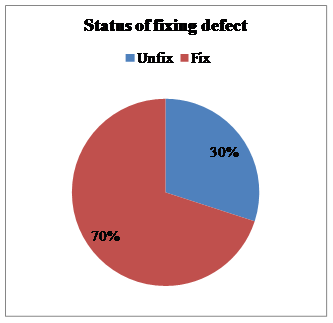 Status of fixing defect
Unfix Fix
30%
70%